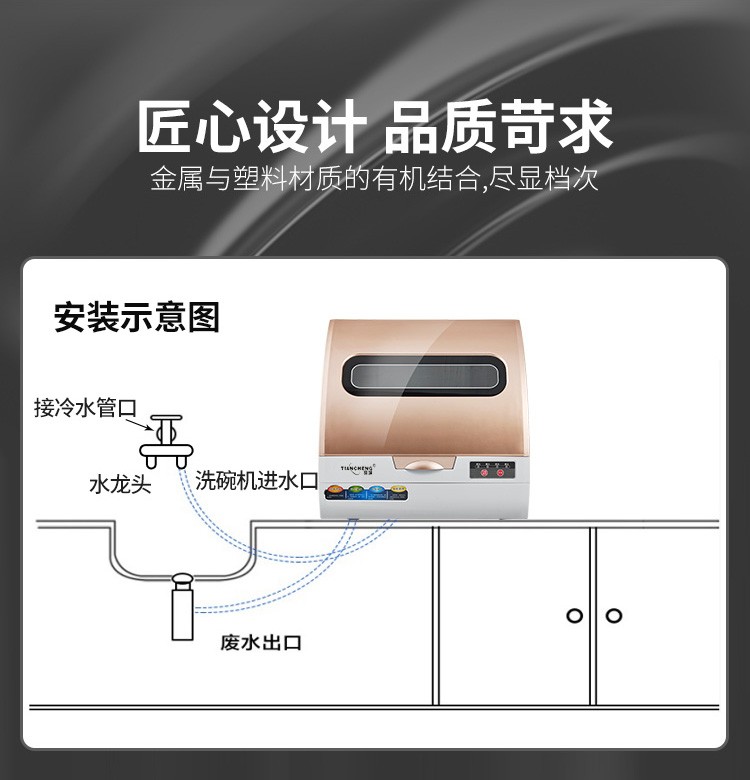 匠心设计 品质苛求
金属与塑料材质的有机结合,尽显档次
安装示意图
接冷水管口
水龙头
洗碗机进水口
TIANCHENG
废水出口